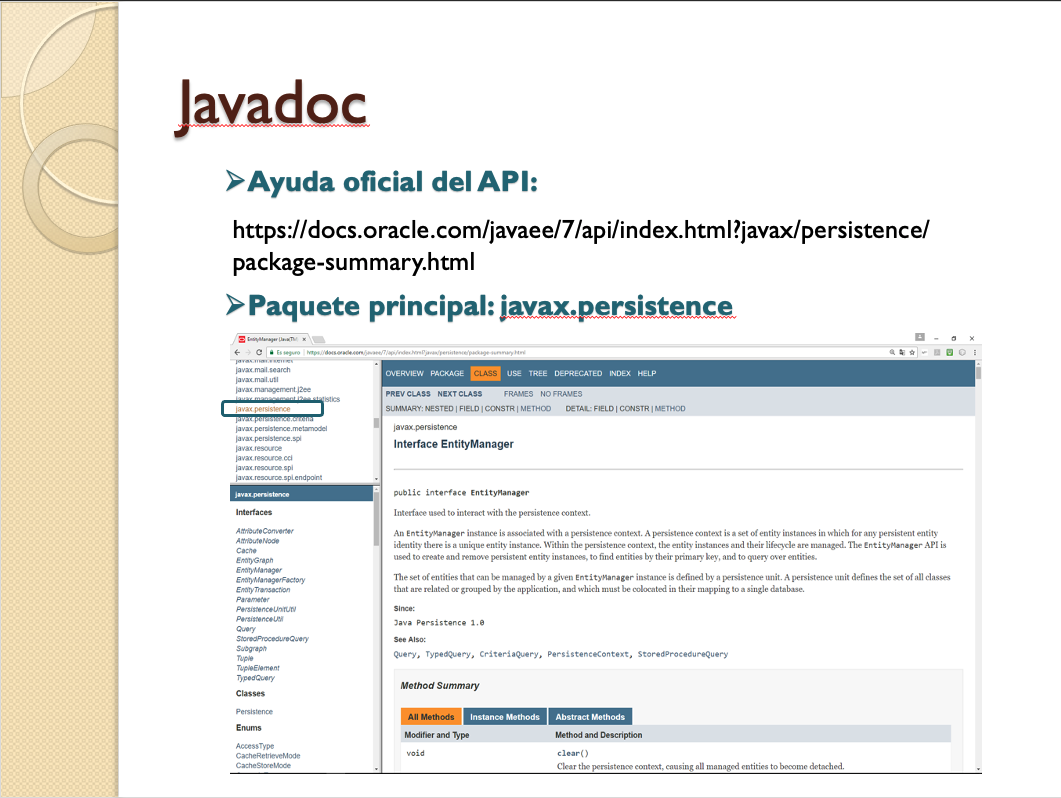 Javadoc
➢Ayuda oficial del API:
https://docs.oracle.com/javaee/7/api/index.html?javax/persistence/
package-summary.html
➢Paquete principal: javax.persistence
EntityManager (Java(TM)
Es seguro | https://docs.oracle.com/javaee/7/api/index.html?javax/persistence/package-summary.html
javax.mail.internet
javax.mail.search
javax.mail.util
javax.management.j2ee
javax.management.j2ee.statistics
javax.persistence
javax.persistence.criteria
javax.persistence.metamodel
javax.persistence.spi
javax.resource
javax.resource.cci
javax.resource.spi
javax.resource.spi.endpoint
javax.persistence
Interfaces
AttributeConverter
AttributeNode
Cache
EntityGraph
EntityManager
EntityManagerFactory
EntityTransaction
Parameter
PersistenceUnitUtil
PersistenceUtil
Query
StoredProcedureQuery
Subgraph
Tuple
TupleElement
TypedQuery
Classes
Persistence
Enums
AccessType
CacheRetrieveMode
CacheStoreMode
OVERVIEW PACKAGE CLASS USE TREE DEPRECATED INDEX HELP
PREV CLASS NEXT CLASS FRAMES NO FRAMES
SUMMARY: NESTED | FIELD | CONSTR | METHOD DETAIL: FIELD | CONSTR | METHOD
javax.persistence
Interface EntityManager
public interface EntityManager
Interface used to interact with the persistence context.
An EntityManager instance is associated with a persistence context. A persistence context is a set of entity instances in which for any persistent entity
identity there is a unique entity instance. Within the persistence context, the entity instances and their lifecycle are managed. The EntityManager API is
used to create and remove persistent entity instances, to find entities by their primary key, and to query over entities.
The set of entities that can be managed by a given EntityManager instance is defined by a persistence unit. A persistence unit defines the set of all classes
that are related or grouped by the application, and which must be colocated in their mapping to a single database.
Since:
Java Persistence 1.0
See Also:
Query, TypedQuery, CriteriaQuery, PersistenceContext, StoredProcedureQuery
Method Summary
All Methods Instance Methods Abstract Methods
Modifier and Type Method and Description
void clear()
Clear the persistence context, causing all managed entities to become detached.